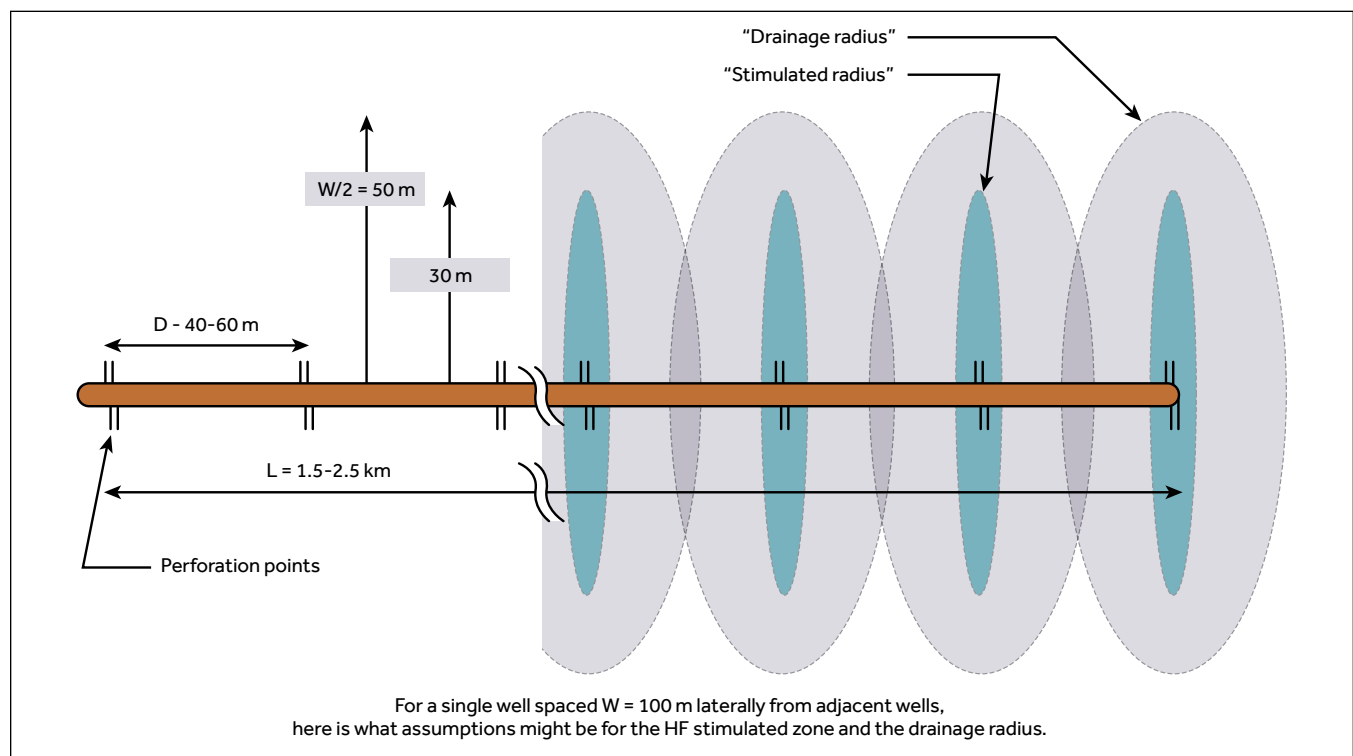 “Drainage radius”
“Stimulated radius”
W/2 = 50 m
30 m
D - 40-60 m
L = 1.5-2.5 km
Perforation points
For a single well spaced W = 100 m laterally from adjacent wells,
here is what assumptions might be for the HF stimulated zone and the drainage radius.